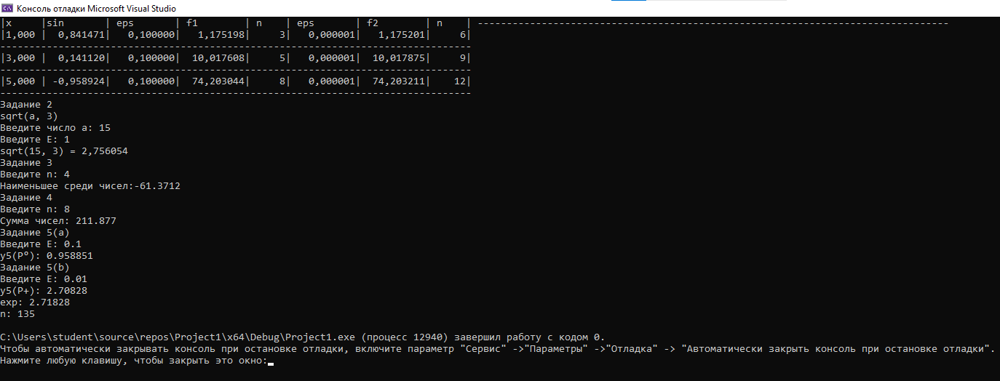 Консоль отладки Microsoft Visual Studio
|x     |sin        | eps       | f1        | n    | eps       | f2        | n    | ---------------------------------------------------------------------------------
|1,000 |  0,841471|   0,100000|   1,175198|     3|   0,000001|   1,175201|     6|
---------------------------------------------------------------------------------
|3,000 |  0,141120|   0,100000|  10,017608|     5|   0,000001|  10,017875|     9|
---------------------------------------------------------------------------------
|5,000 | -0,958924|   0,100000|  74,203044|     8|   0,000001|  74,203211|    12|
---------------------------------------------------------------------------------
Задание 2
sqrt(a, 3)
Введите число a: 15
Введите E: 1
sqrt(15, 3) = 2,756054
Задание 3
Введите n: 4
Наименьшее среди чисел:-61.3712
Задание 4
Введите n: 8
Сумма чисел: 211.877
Задание 5(a)
Введите E: 0.1
y5(P°): 0.958851
Задание 5(b)
Введите E: 0.01
y5(P+): 2.70828
exp: 2.71828
n: 135
C:\Users\student\source\repos\Project1\x64\Debug\Project1.exe (процесс 12940) завершил работу с кодом 0.
Чтобы автоматически закрывать консоль при остановке отладки, включите параметр "Сервис" ->"Параметры" ->"Отладка" -> "Автоматически закрыть консоль при остановке отладки".
Нажмите любую клавишу, чтобы закрыть это окно: